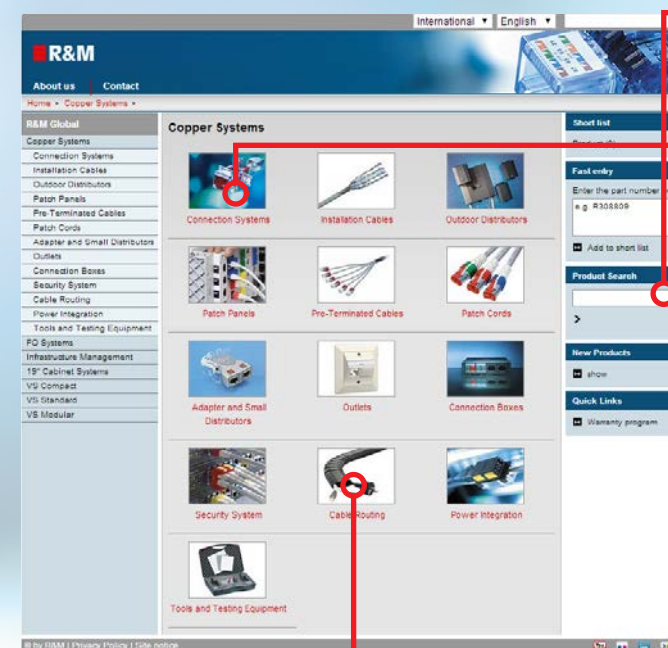 International English
R&M
About us Contact
Home Copper Systems
R&M Global
Copper Systems
Connection Systems
Installation Cables
Outdoor Distributors
Patch Panels
Pre-Terminated Cables
Patch Cords
Adapter and Small Distributors
Outlets
Connection Boxes
Security System
Cable Routing
Power Integration
Tools and Testing Equipment
FO Systems
Infrastructure Management
19" Cabinet Systems
VS Compact
VS Standard
VS Modular
Copper Systems
Connection Systems
Installation Cables
Outdoor Distributors
Patch Panels
Pre-Terminated Cables
Patch Cords
Adapter and Small
Distributors
Outlets
Connection Boxes
Security System
Cable Routing
Power Integration
Tools and Testing Equipment
Short list
Fast entry
Enter the part number
e.g. R308809
Add to short list
Product Search
New Products
show
Quick Links
Warranty program
© by R&M | Privacy Policy | Site notice